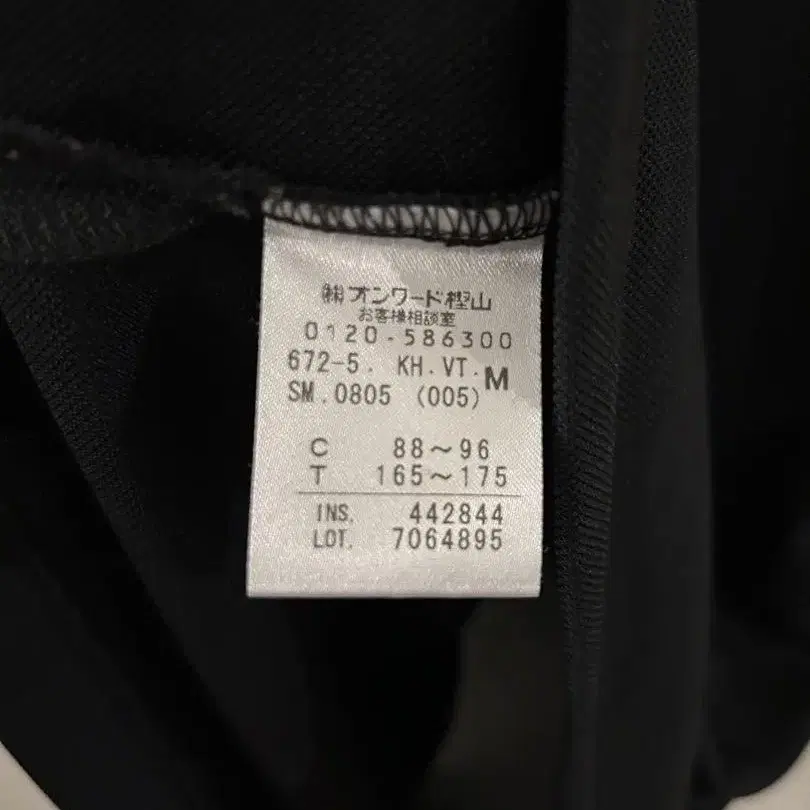 ㈱オンワード樫山
お客様相談室
0120-586300
672-5. KH.VT. M
SM.0805 (005)
C 88～96
T 165～175
INS. 442844
LOT. 7064895